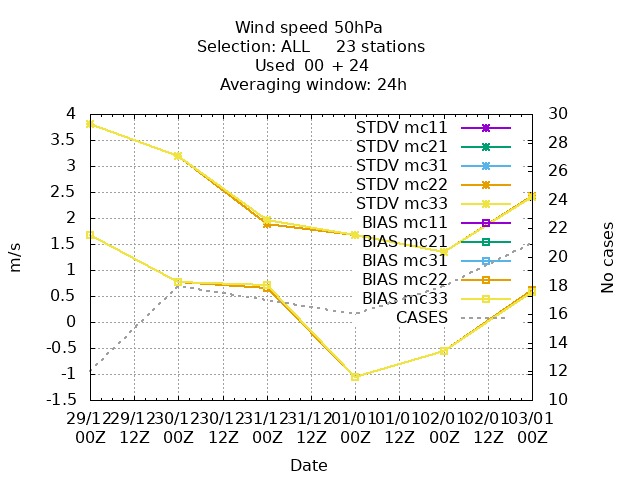 Wind speed 50hPa
Selection: ALL 23 stations
Used 00 + 24
Averaging window: 24h
4
3.5
3
2.5
2
1.5
1
0.5
0
-0.5
-1
-1.5
m/s
30
28
26
24
22
20
18
16
14
12
10
No cases
STDV mc11
STDV mc21
STDV mc31
STDV mc22
STDV mc33
BIAS mc11
BIAS mc21
BIAS mc31
BIAS mc22
BIAS mc33
CASES
29/12 29/12 30/12 30/12 31/12 31/12 01/01 01/01 02/01 02/01 03/01
00Z 12Z 00Z 12Z 00Z 12Z 00Z 12Z 00Z 12Z 00Z
Date